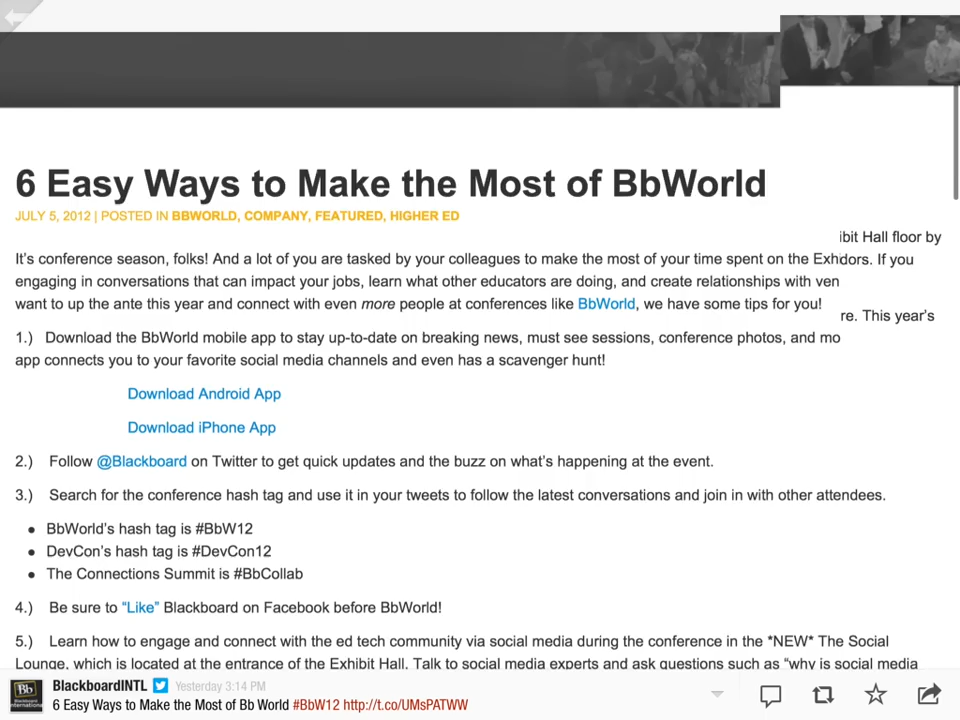 6 Easy Ways to Make the Most of BbWorld
JULY 5, 2012 | POSTED IN BBWORLD, COMPANY, FEATURED, HIGHER ED
ibit Hall floor by
It's conference season, folks! And a lot of you are tasked by your colleagues to make the most of your time spent on the Exh
dors. If you
engaging in conversations that can impact your jobs, learn what other educators are doing, and create relationships with ven
want to up the ante this year and connect with even more people at conferences like BbWorld, we have some tips for you!
re. This year's
1.) Download the BbWorld mobile app to stay up-to-date on breaking news, must see sessions, conference photos, and mo
app connects you to your favorite social media channels and even has a scavenger hunt!
Download Android App
Download iPhone App
2.) Follow @Blackboard on Twitter to get quick updates and the buzz on what's happening at the event.
3.) Search for the conference hash tag and use it in your tweets to follow the latest conversations and join in with other attendees.
• BbWorld's hash tag is #BbW12
• DevCon's hash tag is #DevCon12
• The Connections Summit is #BbCollab
4.) Be sure to "Like" Blackboard on Facebook before BbWorld!
5.) Learn how to engage and connect with the ed tech community via social media during the conference in the *NEW* The Social
Lounge, which is located at the entrance of the Exhibit Hall. Talk to social media experts and ask questions such as "why is social media
Bb
Blackboard
International
BlackboardINTL Yesterday 3:14 PM
6 Easy Ways to Make the Most of Bb World #BbW12 http://t.co/UMsPATWW